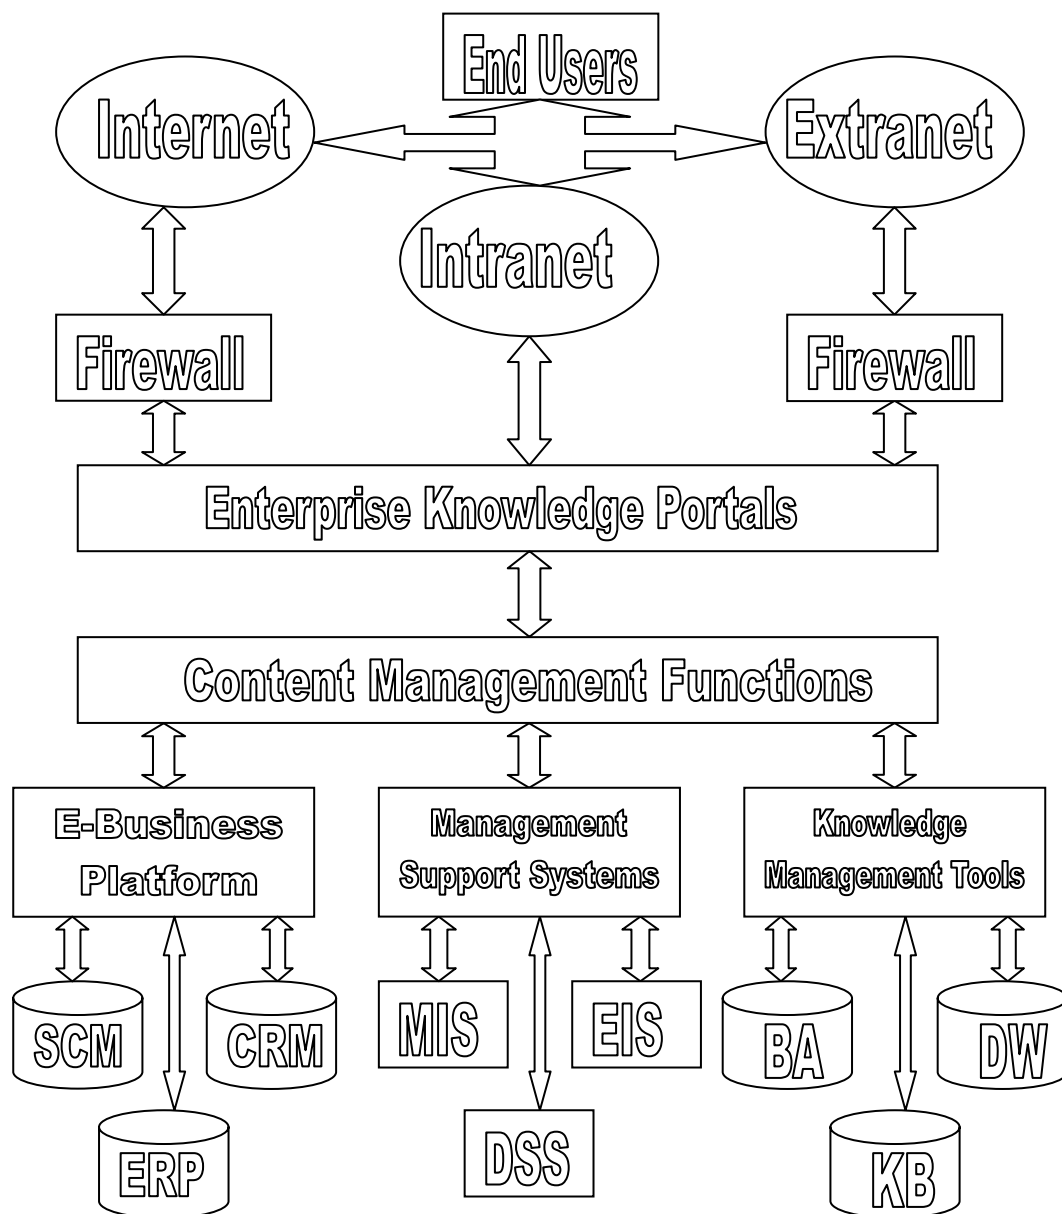 End Users
Internet
Extranet
Intranet
Firewall
Firewall
Enterprise Knowledge Portals
Content Management Functions
E-Business
Platform
Management
Support Systems
Knowledge
Management Tools
SCM
CRM
MIS
EIS
BA
DW
ERP
DSS
KB